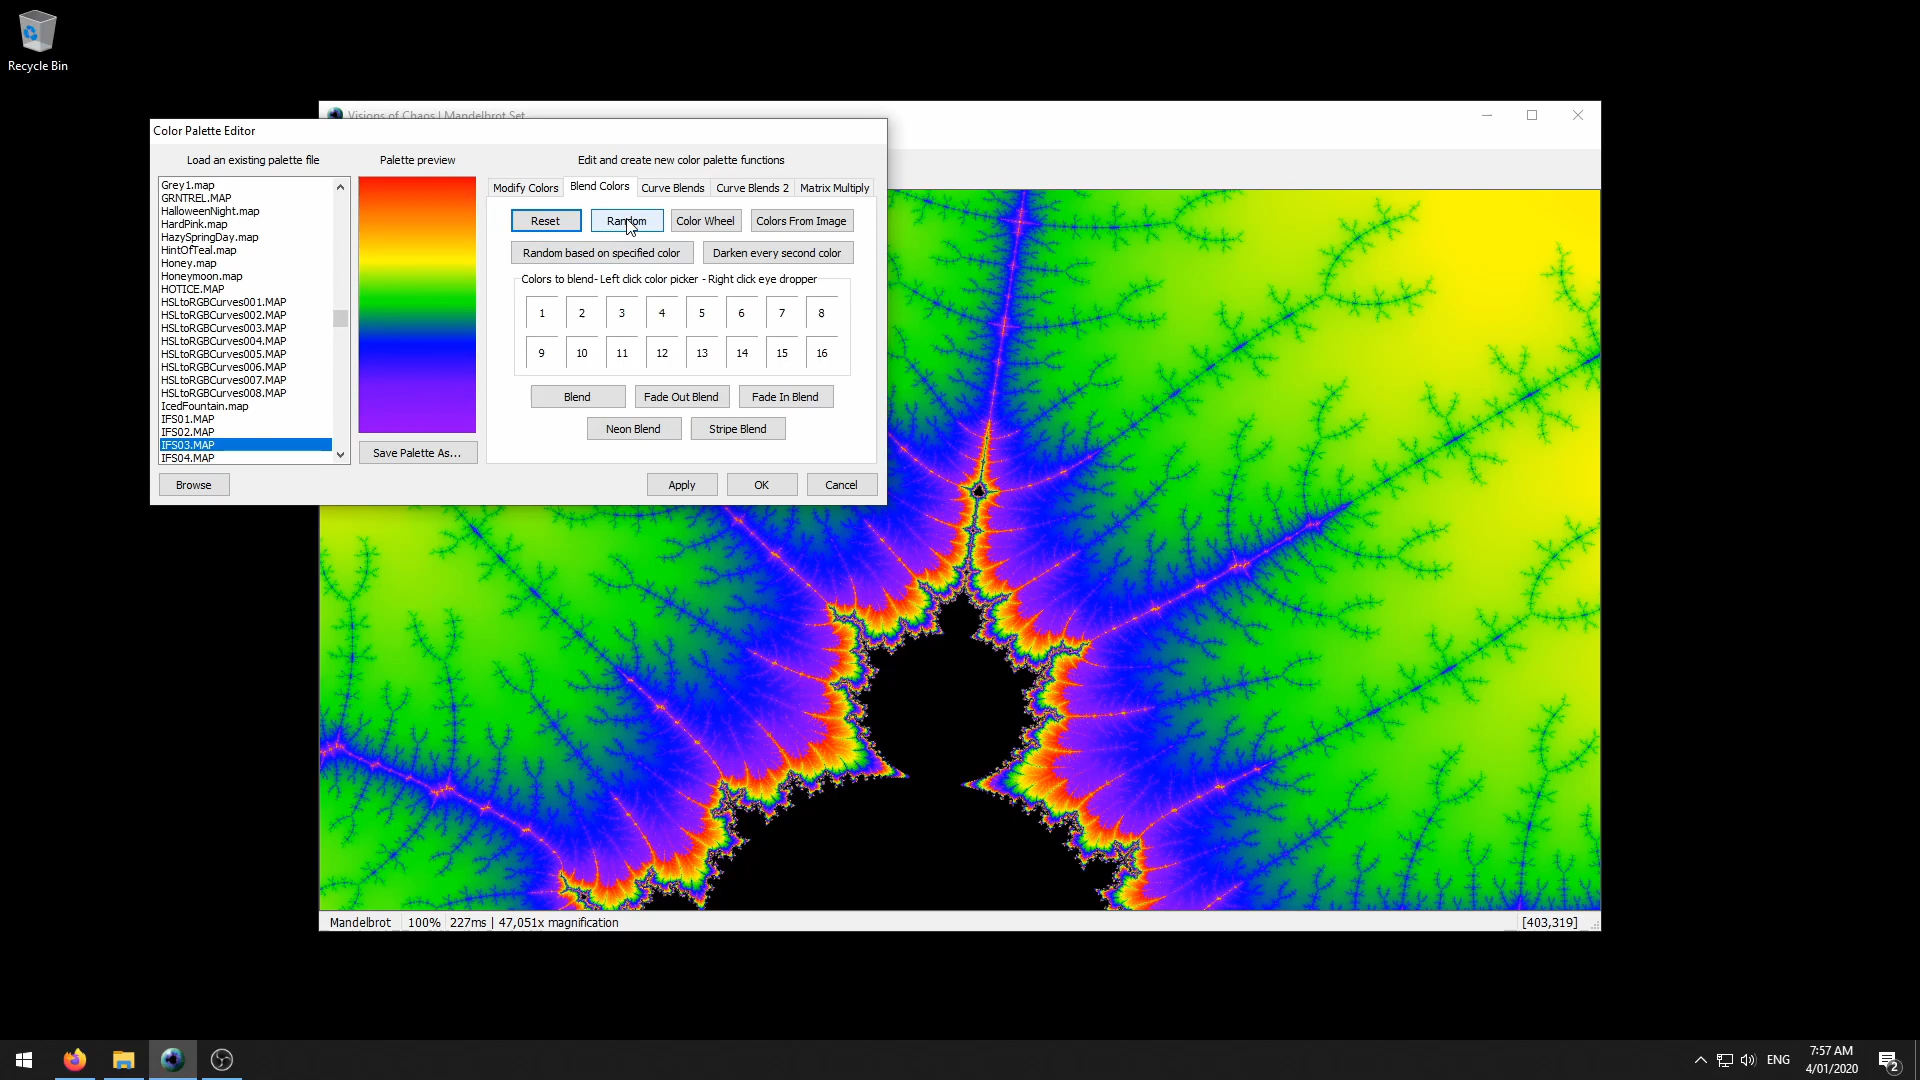 Recycle Bin
Visions of Chaos | Mandelbrot Set
Color Palette Editor
Load an existing palette file
Palette preview
Edit and create new color palette functions
Grey1.map
GRNTREL.MAP
HalloweenNight.map
HardPink.map
HazySpringDay.map
HintOfTeal.map
Honey.map
Honeymoon.map
HOTICE.MAP
HSLtoRGBCurves001.MAP
HSLtoRGBCurves002.MAP
HSLtoRGBCurves003.MAP
HSLtoRGBCurves004.MAP
HSLtoRGBCurves005.MAP
HSLtoRGBCurves006.MAP
HSLtoRGBCurves007.MAP
HSLtoRGBCurves008.MAP
IcedFountain.map
IFS01.MAP
IFS02.MAP
IFS03.MAP
IFS04.MAP
Browse
Save Palette As...
Modify Colors Blend Colors Curve Blends Curve Blends 2 Matrix Multiply
Reset Random Color Wheel Colors From Image
Random based on specified color Darken every second color
Colors to blend- Left click color picker - Right click eye dropper
1 2 3 4 5 6 7 8
9 10 11 12 13 14 15 16
Blend Fade Out Blend Fade In Blend
Neon Blend Stripe Blend
Apply OK Cancel
Mandelbrot 100% 227ms | 47,051x magnification [403,319]
ENG
7:57 AM
4/01/2020
2